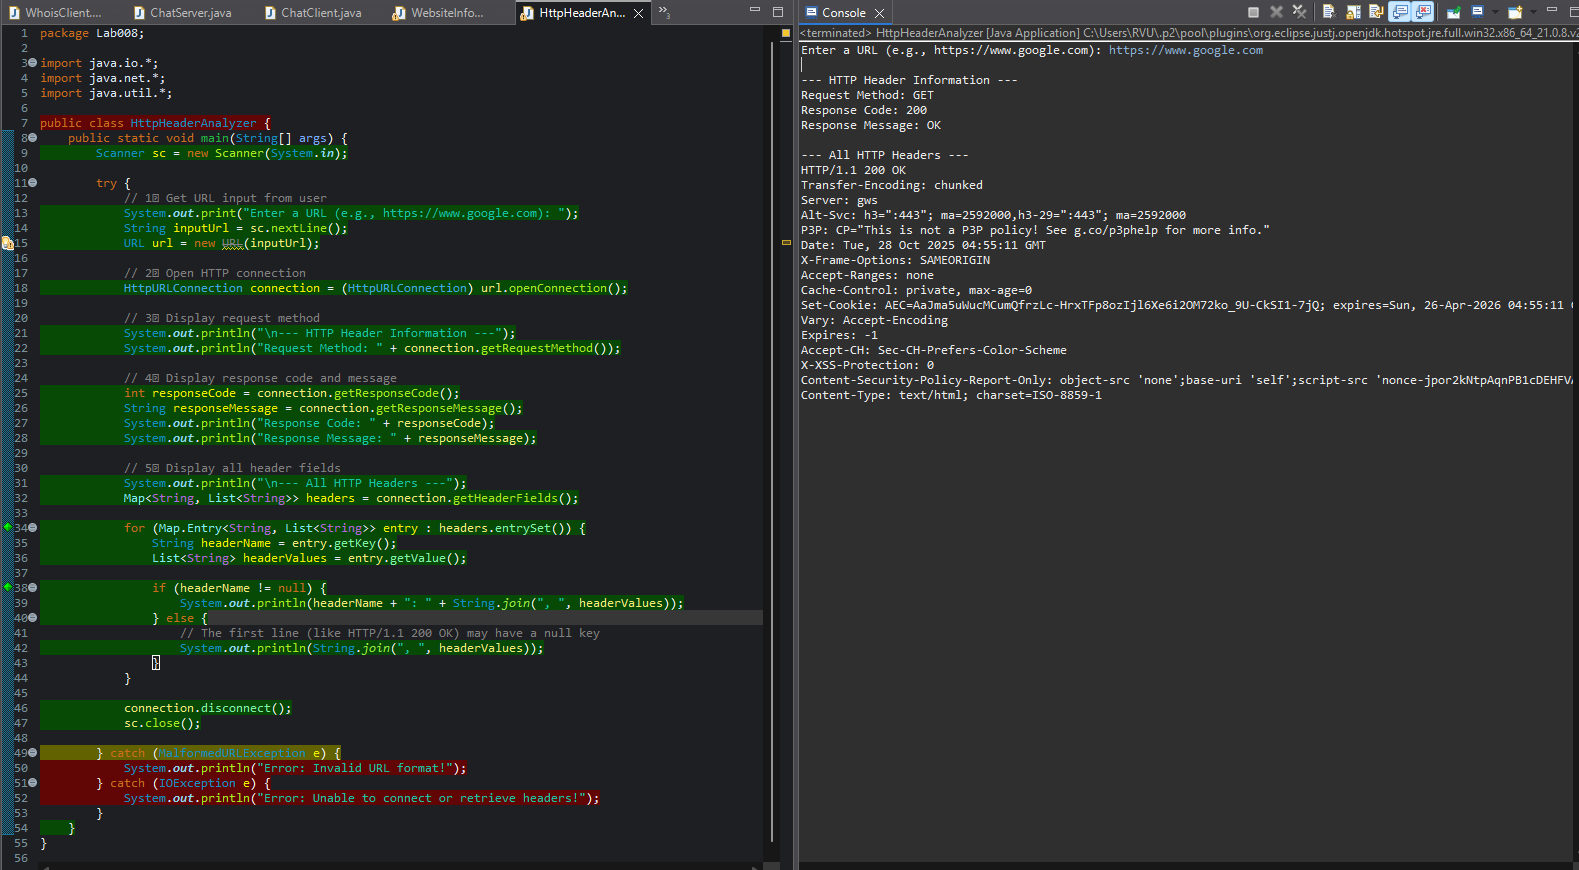 WhoisClient....
ChatServer.java
ChatClient.java
WebsiteInfo...
HttpHeaderAn...
»3
1 package Lab008;
2
3 import java.io.*;
4 import java.net.*;
5 import java.util.*;
6
7 public class HttpHeaderAnalyzer {
8     public static void main(String[] args) {
9         Scanner sc = new Scanner(System.in);
10
11         try {
12             // 1 Get URL input from user
13             System.out.print("Enter a URL (e.g., https://www.google.com): ");
14             String inputUrl = sc.nextLine();
15             URL url = new URL(inputUrl);
16
17             // 2 Open HTTP connection
18             HttpURLConnection connection = (HttpURLConnection) url.openConnection();
19
20             // 3 Display request method
21             System.out.println("\n--- HTTP Header Information ---");
22             System.out.println("Request Method: " + connection.getRequestMethod());
23
24             // 4 Display response code and message
25             int responseCode = connection.getResponseCode();
26             String responseMessage = connection.getResponseMessage();
27             System.out.println("Response Code: " + responseCode);
28             System.out.println("Response Message: " + responseMessage);
29
30             // 5 Display all header fields
31             System.out.println("\n--- All HTTP Headers ---");
32             Map<String, List<String>> headers = connection.getHeaderFields();
33
34             for (Map.Entry<String, List<String>> entry : headers.entrySet()) {
35                 String headerName = entry.getKey();
36                 List<String> headerValues = entry.getValue();
37
38                 if (headerName != null) {
39                     System.out.println(headerName + ": " + String.join(", ", headerValues));
40                 } else {
41                     // The first line (like HTTP/1.1 200 OK) may have a null key
42                     System.out.println(String.join(", ", headerValues));
43                 }
44             }
45
46             connection.disconnect();
47             sc.close();
48
49         } catch (MalformedURLException e) {
50             System.out.println("Error: Invalid URL format!");
51         } catch (IOException e) {
52             System.out.println("Error: Unable to connect or retrieve headers!");
53         }
54     }
55 }
56
Console
<terminated> HttpHeaderAnalyzer [Java Application] C:\Users\RVU\.p2\pool\plugins\org.eclipse.justj.openjdk.hotspot.jre.full.win32.x86_64_21.0.8.v2
Enter a URL (e.g., https://www.google.com): https://www.google.com
--- HTTP Header Information ---
Request Method: GET
Response Code: 200
Response Message: OK
--- All HTTP Headers ---
HTTP/1.1 200 OK
Transfer-Encoding: chunked
Server: gws
Alt-Svc: h3=":443"; ma=2592000,h3-29=":443"; ma=2592000
P3P: CP="This is not a P3P policy! See g.co/p3phelp for more info."
Date: Tue, 28 Oct 2025 04:55:11 GMT
X-Frame-Options: SAMEORIGIN
Accept-Ranges: none
Cache-Control: private, max-age=0
Set-Cookie: AEC=AaJma5uWucMCumQfrzLc-HrxTFp8ozIjl6Xe6i2OM72ko_9U-CkSI1-7jQ; expires=Sun, 26-Apr-2026 04:55:11
Vary: Accept-Encoding
Expires: -1
Accept-CH: Sec-CH-Prefers-Color-Scheme
X-XSS-Protection: 0
Content-Security-Policy-Report-Only: object-src 'none';base-uri 'self';script-src 'nonce-jpor2kNtpAqnPB1cDEHFV
Content-Type: text/html; charset=ISO-8859-1